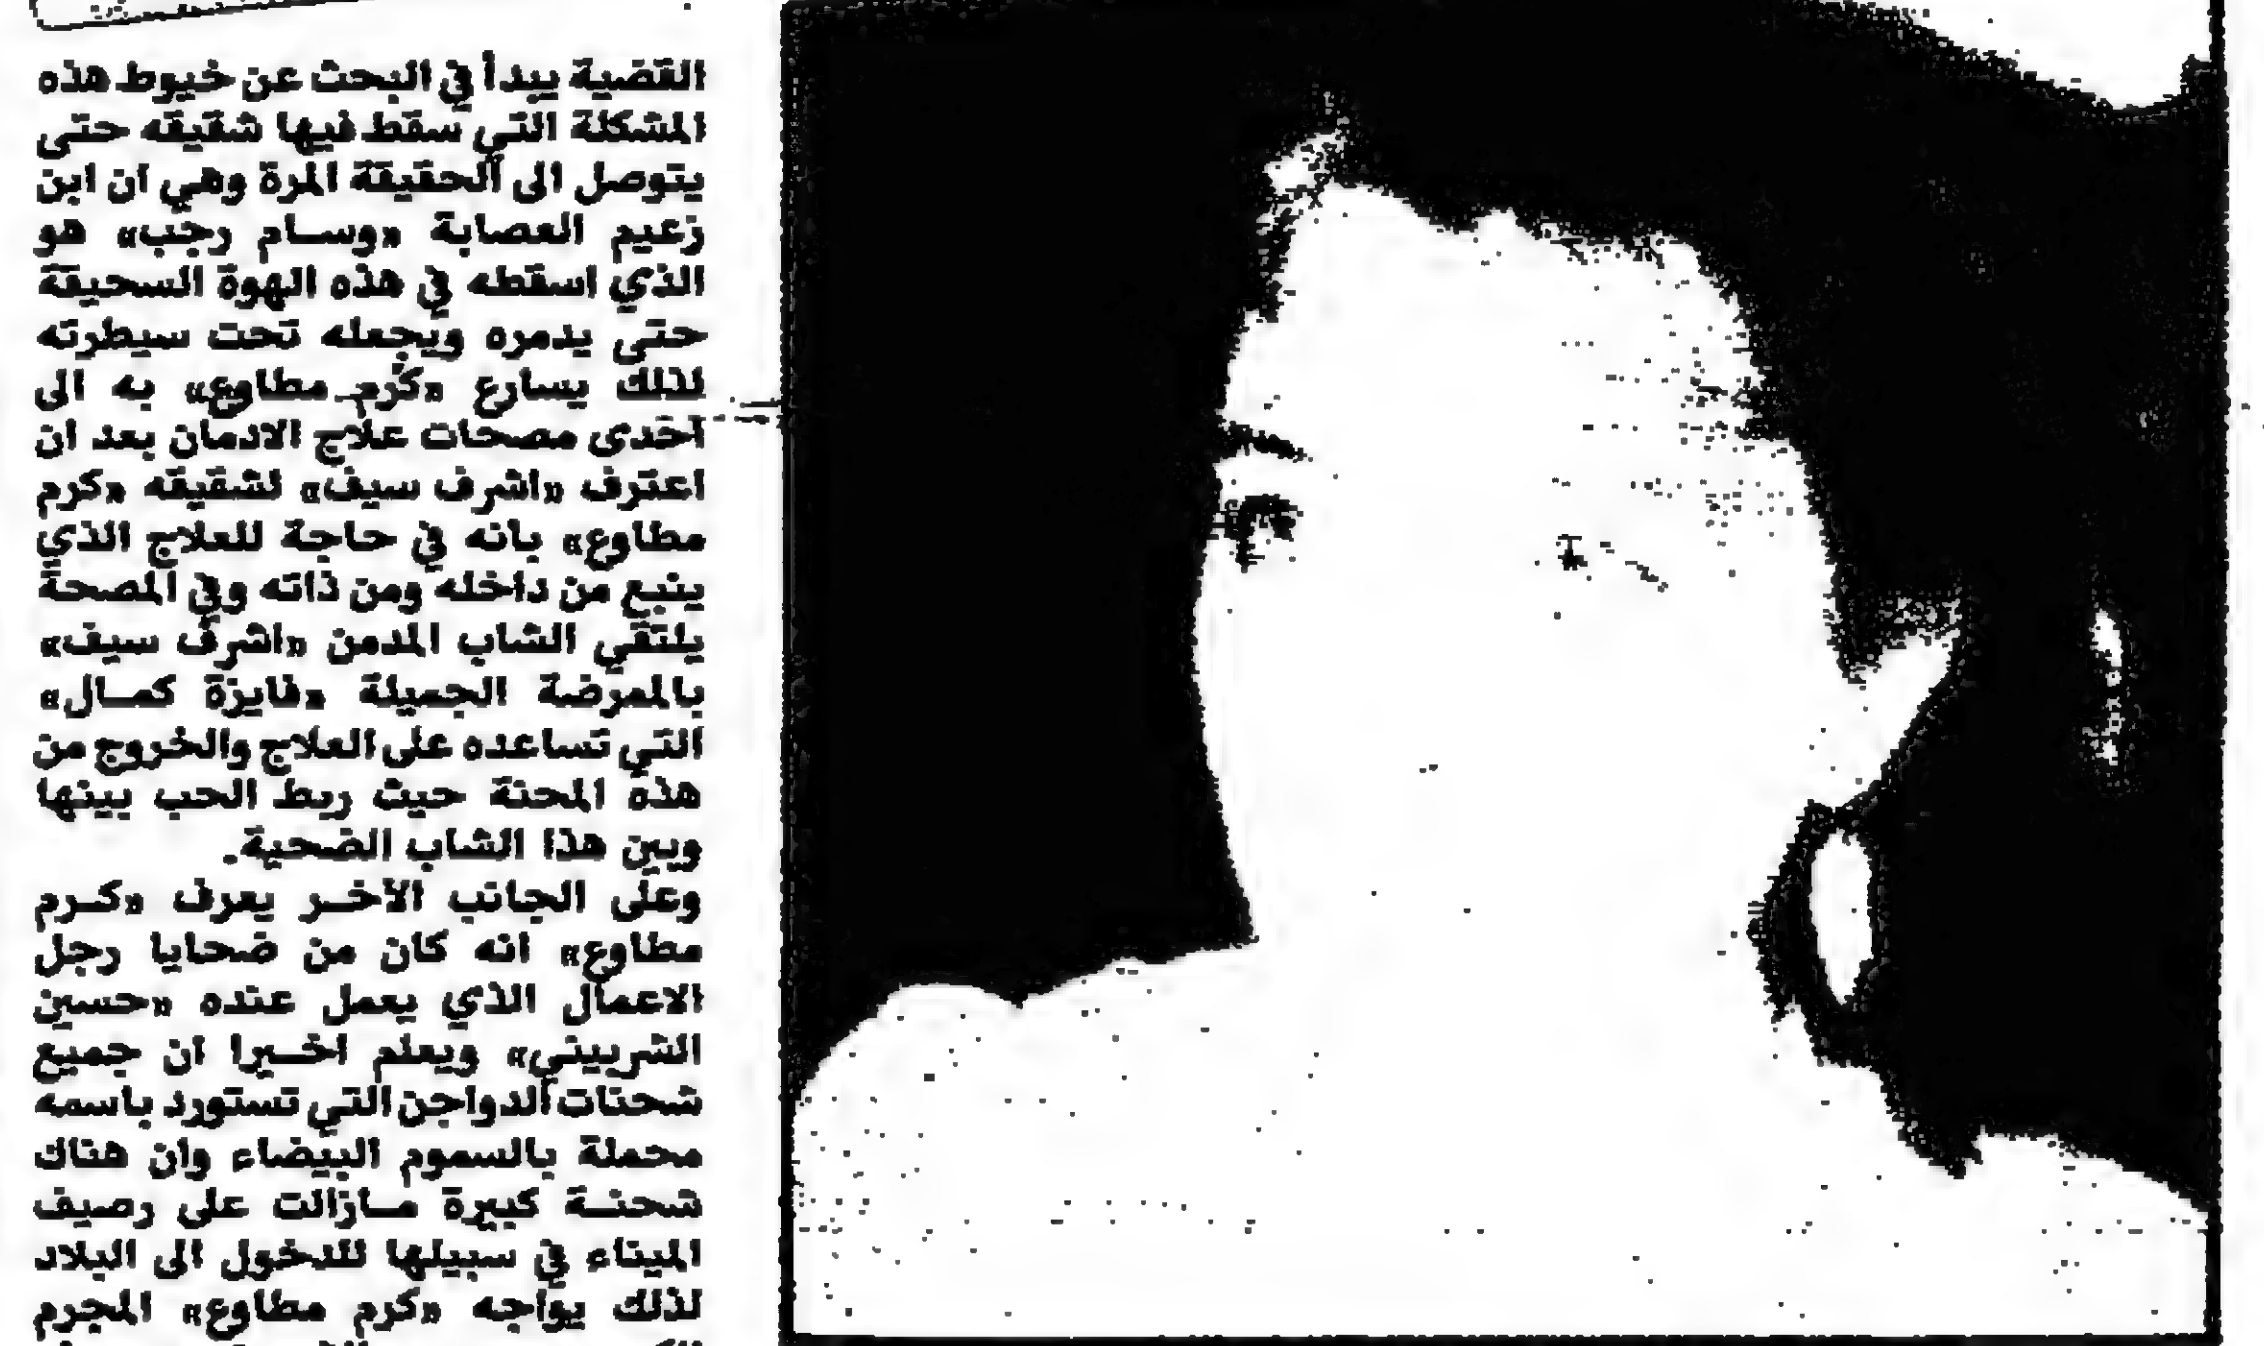 القضية يبدأ في البحث عن خيوط هذه
المشكلة التي سقط فيها شقيقه حتى
يتوصل الى الحقيقة المرة وهي ان ابن
زعيم العصابة «وسام رجب» هو
الذي اسقطه في هذه الهوة السحيقة
حتى يدمره ويجعله تحت سيطرته
لذلك يسارع «كرم مطاوع» به الى
احدى مصحات علاج الادمان بعد ان
اعترف «اشرف سيف» لشقيقه «كرم
مطاوع» بانه في حاجة للعلاج الذي
ينبع من داخله ومن ذاته وفي المصحة
يلتقي الشاب المدمن «اشرف سيف»
بالممرضة الجميلة «فايزة كمال»
التي تساعده على العلاج والخروج من
هذه المحنة حيث ربط الحب بينها
وبين هذا الشاب الضحية.
وعلى الجانب الآخر يعرف «كرم
مطاوع» انه كان من ضحايا رجل
الاعمال الذي يعمل عنده «حسين
الشربيني» ويعلم اخيرا ان جميع
شحنات الدواجن التي تستورد باسمه
محملة بالسموم البيضاء وان هناك
شحنة كبيرة مازالت على رصيف
الميناء في سبيلها للدخول الى البلاد
لذلك يواجه «كرم مطاوع» المجرم